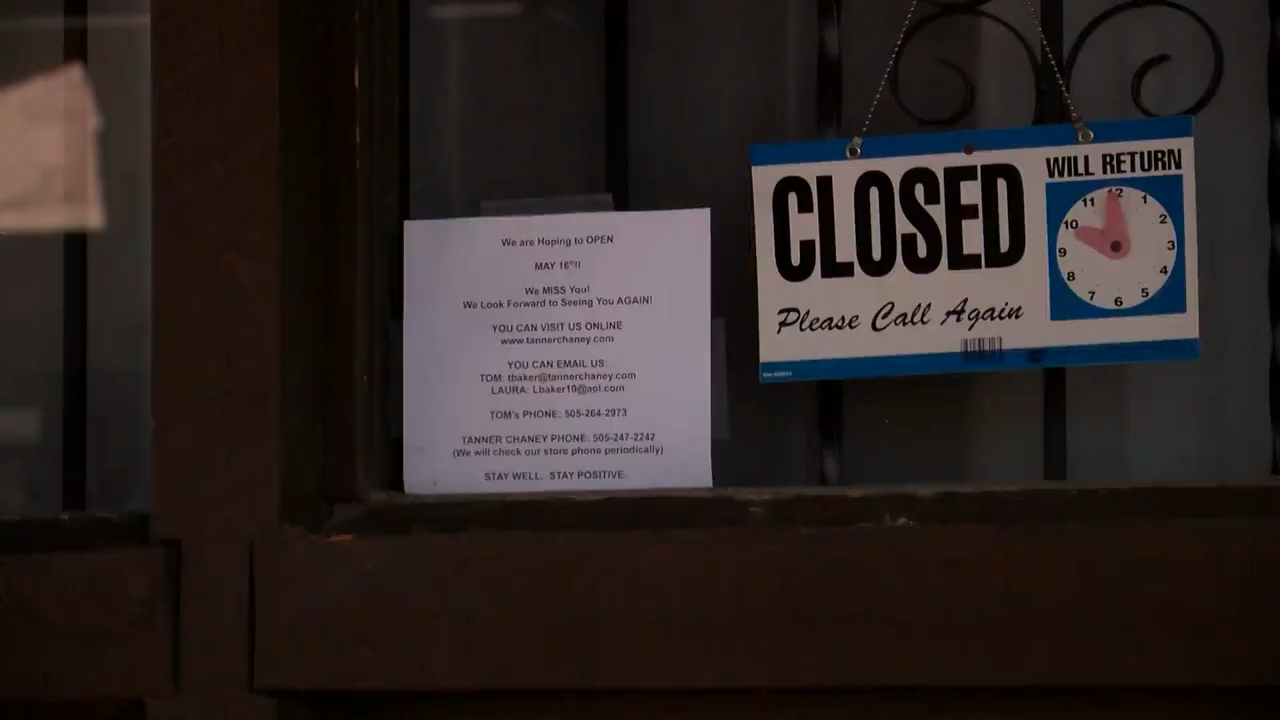 We are Hoping to OPEN
MAY 16th!!
We MISS You!
We Look Forward to Seeing You AGAIN!
YOU CAN VISIT US ONLINE
www.tannerchaney.com
YOU CAN EMAIL US:
TOM: tbaker@tannerchaney.com
LAURA: Lbaker10@aol.com
TOM's PHONE: 505-264-2973
TANNER CHANEY PHONE: 505-247-2242
(We will check our store phone periodically)
STAY WELL. STAY POSITIVE.
CLOSED
Please Call Again
WILL RETURN
12
1
2
3
4
5
6
7
8
9
10
11